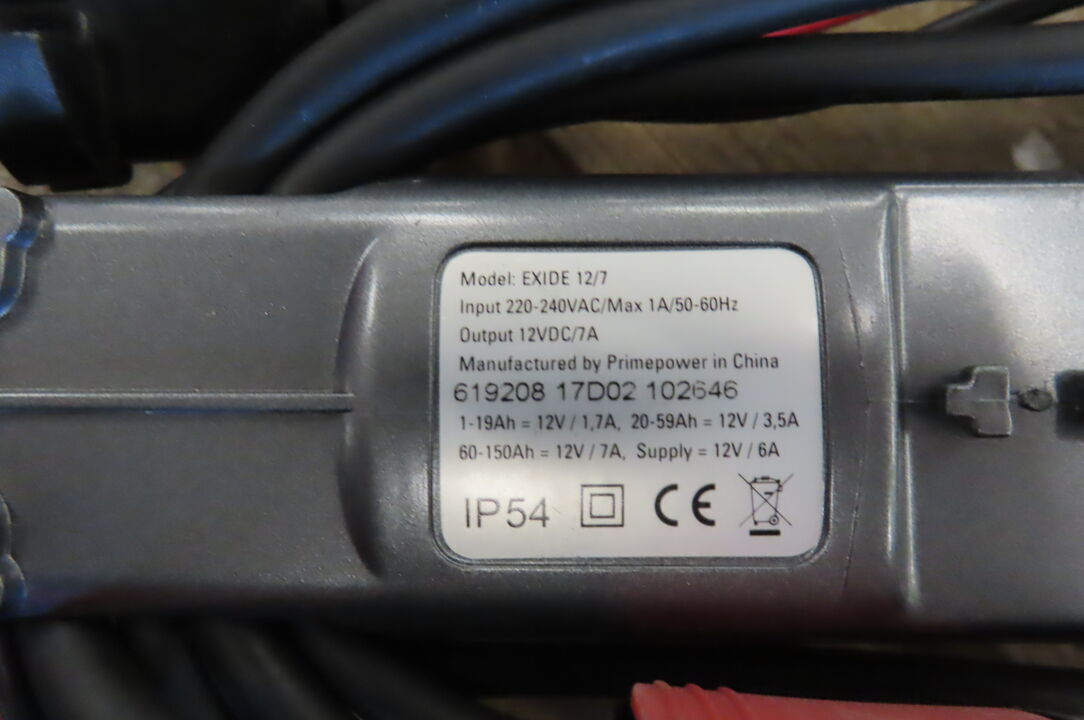 Model: EXIDE 12/7
Input 220-240VAC/Max 1A/50-60Hz
Output 12VDC/7A
Manufactured by Primepower in China
619208 17D02 102646
1-19Ah = 12V / 1,7A, 20-59Ah = 12V / 3,5A
60-150Ah = 12V / 7A, Supply = 12V / 6A
IP54 CE